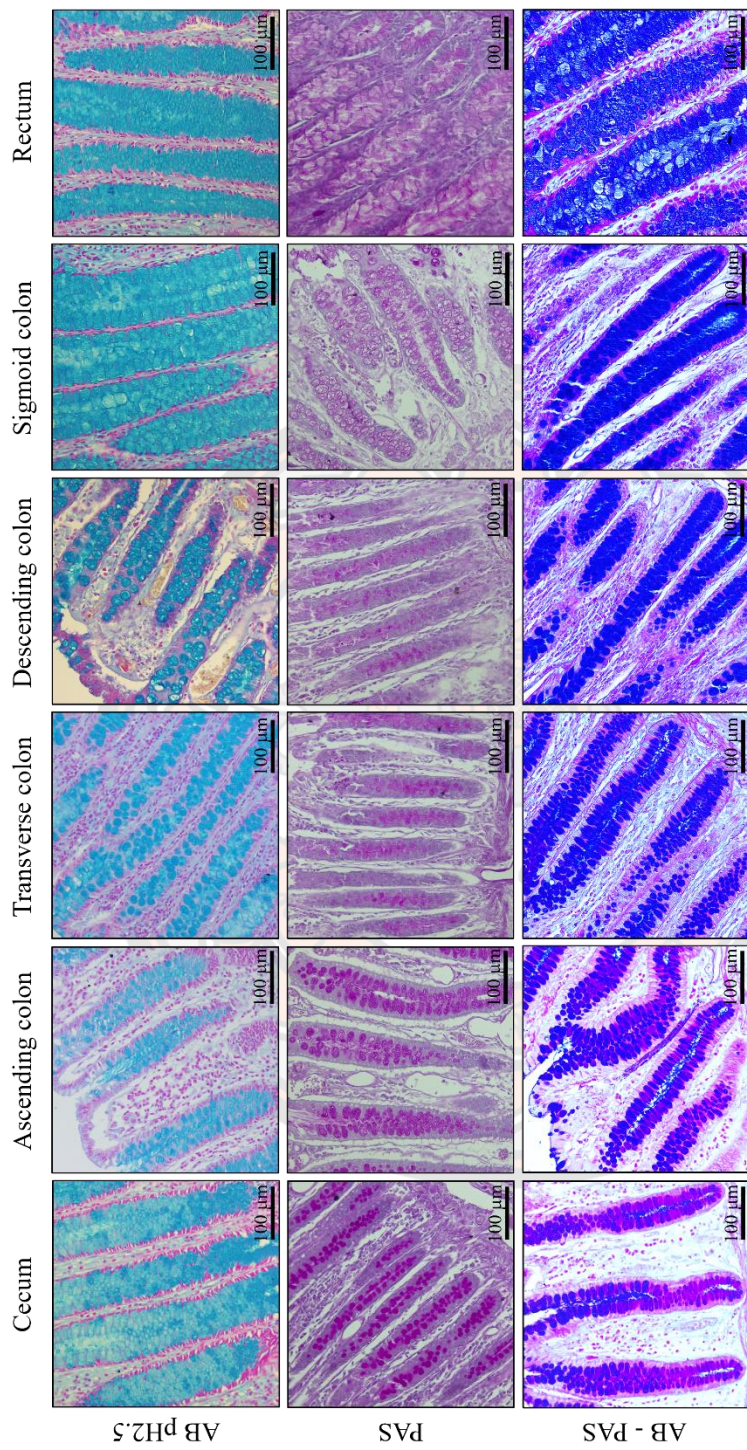 Cecum
Ascending colon
Transverse colon
Descending colon
Sigmoid colon
Rectum
AB pH2.5
100 µm
100 µm
100 µm
100 µm
100 µm
100 µm
PAS
100 µm
100 µm
100 µm
100 µm
100 µm
100 µm
AB - PAS
100 µm
100 µm
100 µm
100 µm
100 µm
100 µm